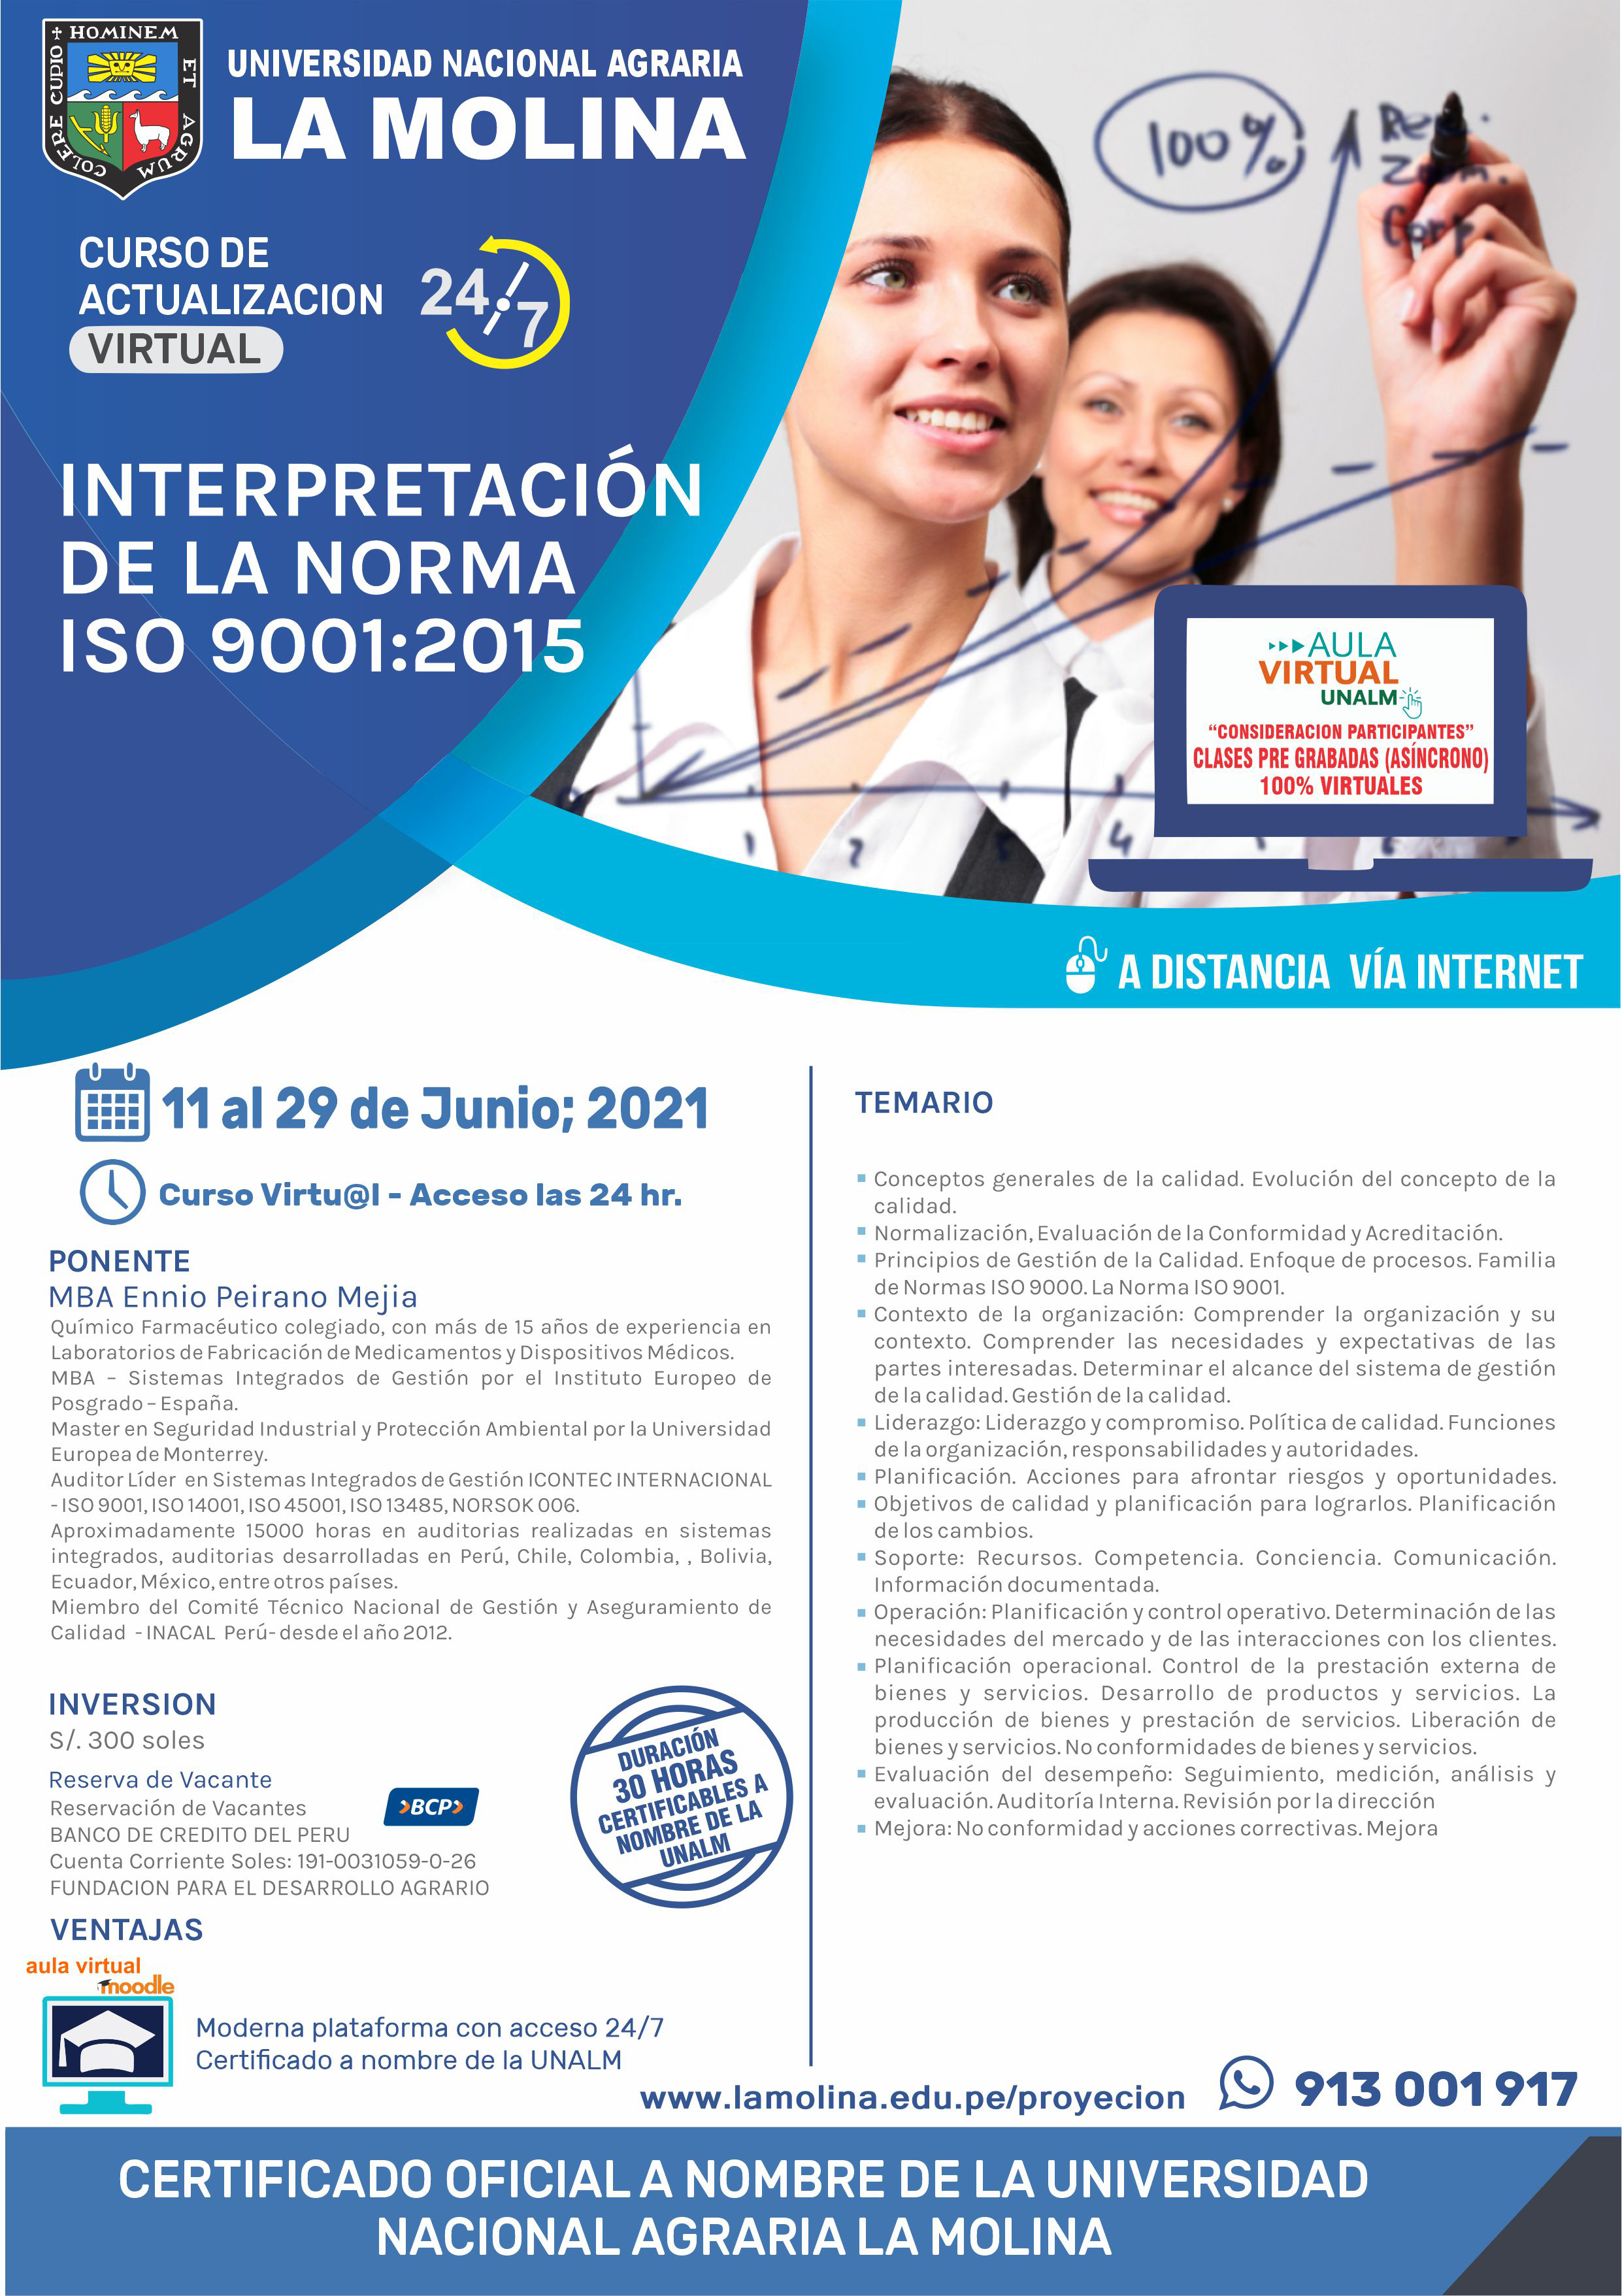 COLERE CUPIO + HOMINEM ET AGRUM
UNIVERSIDAD NACIONAL AGRARIA
LA MOLINA
CURSO DE
ACTUALIZACION
VIRTUAL
24/7
INTERPRETACIÓN
DE LA NORMA
ISO 9001:2015
100%
1 2 3 4
AULA
VIRTUAL
UNALM
“CONSIDERACION PARTICIPANTES”
CLASES PRE GRABADAS (ASÍNCRONO)
100% VIRTUALES
A DISTANCIA VÍA INTERNET
11 al 29 de Junio; 2021
Curso Virtu@l - Acceso las 24 hr.
PONENTE
MBA Ennio Peirano Mejia
Químico Farmacéutico colegiado, con más de 15 años de experiencia en
Laboratorios de Fabricación de Medicamentos y Dispositivos Médicos.
MBA – Sistemas Integrados de Gestión por el Instituto Europeo de
Posgrado – España.
Master en Seguridad Industrial y Protección Ambiental por la Universidad
Europea de Monterrey.
Auditor Líder en Sistemas Integrados de Gestión ICONTEC INTERNACIONAL
- ISO 9001, ISO 14001, ISO 45001, ISO 13485, NORSOK 006.
Aproximadamente 15000 horas en auditorias realizadas en sistemas
integrados, auditorias desarrolladas en Perú, Chile, Colombia, , Bolivia,
Ecuador, México, entre otros países.
Miembro del Comité Técnico Nacional de Gestión y Aseguramiento de
Calidad - INACAL Perú- desde el año 2012.
INVERSION
S/. 300 soles
Reserva de Vacante
Reservación de Vacantes
BANCO DE CREDITO DEL PERU
Cuenta Corriente Soles: 191-0031059-0-26
FUNDACION PARA EL DESARROLLO AGRARIO
>BCP>
DURACIÓN
30 HORAS
CERTIFICABLES A
NOMBRE DE LA
UNALM
VENTAJAS
aula virtual
moodle
Moderna plataforma con acceso 24/7
Certificado a nombre de la UNALM
TEMARIO
Conceptos generales de la calidad. Evolución del concepto de la
calidad.
Normalización, Evaluación de la Conformidad y Acreditación.
Principios de Gestión de la Calidad. Enfoque de procesos. Familia
de Normas ISO 9000. La Norma ISO 9001.
Contexto de la organización: Comprender la organización y su
contexto. Comprender las necesidades y expectativas de las
partes interesadas. Determinar el alcance del sistema de gestión
de la calidad. Gestión de la calidad.
Liderazgo: Liderazgo y compromiso. Política de calidad. Funciones
de la organización, responsabilidades y autoridades.
Planificación. Acciones para afrontar riesgos y oportunidades.
Objetivos de calidad y planificación para lograrlos. Planificación
de los cambios.
Soporte: Recursos. Competencia. Conciencia. Comunicación.
Información documentada.
Operación: Planificación y control operativo. Determinación de las
necesidades del mercado y de las interacciones con los clientes.
Planificación operacional. Control de la prestación externa de
bienes y servicios. Desarrollo de productos y servicios. La
producción de bienes y prestación de servicios. Liberación de
bienes y servicios. No conformidades de bienes y servicios.
Evaluación del desempeño: Seguimiento, medición, análisis y
evaluación. Auditoría Interna. Revisión por la dirección
Mejora: No conformidad y acciones correctivas. Mejora
www.lamolina.edu.pe/proyecion
913 001 917
CERTIFICADO OFICIAL A NOMBRE DE LA UNIVERSIDAD
NACIONAL AGRARIA LA MOLINA